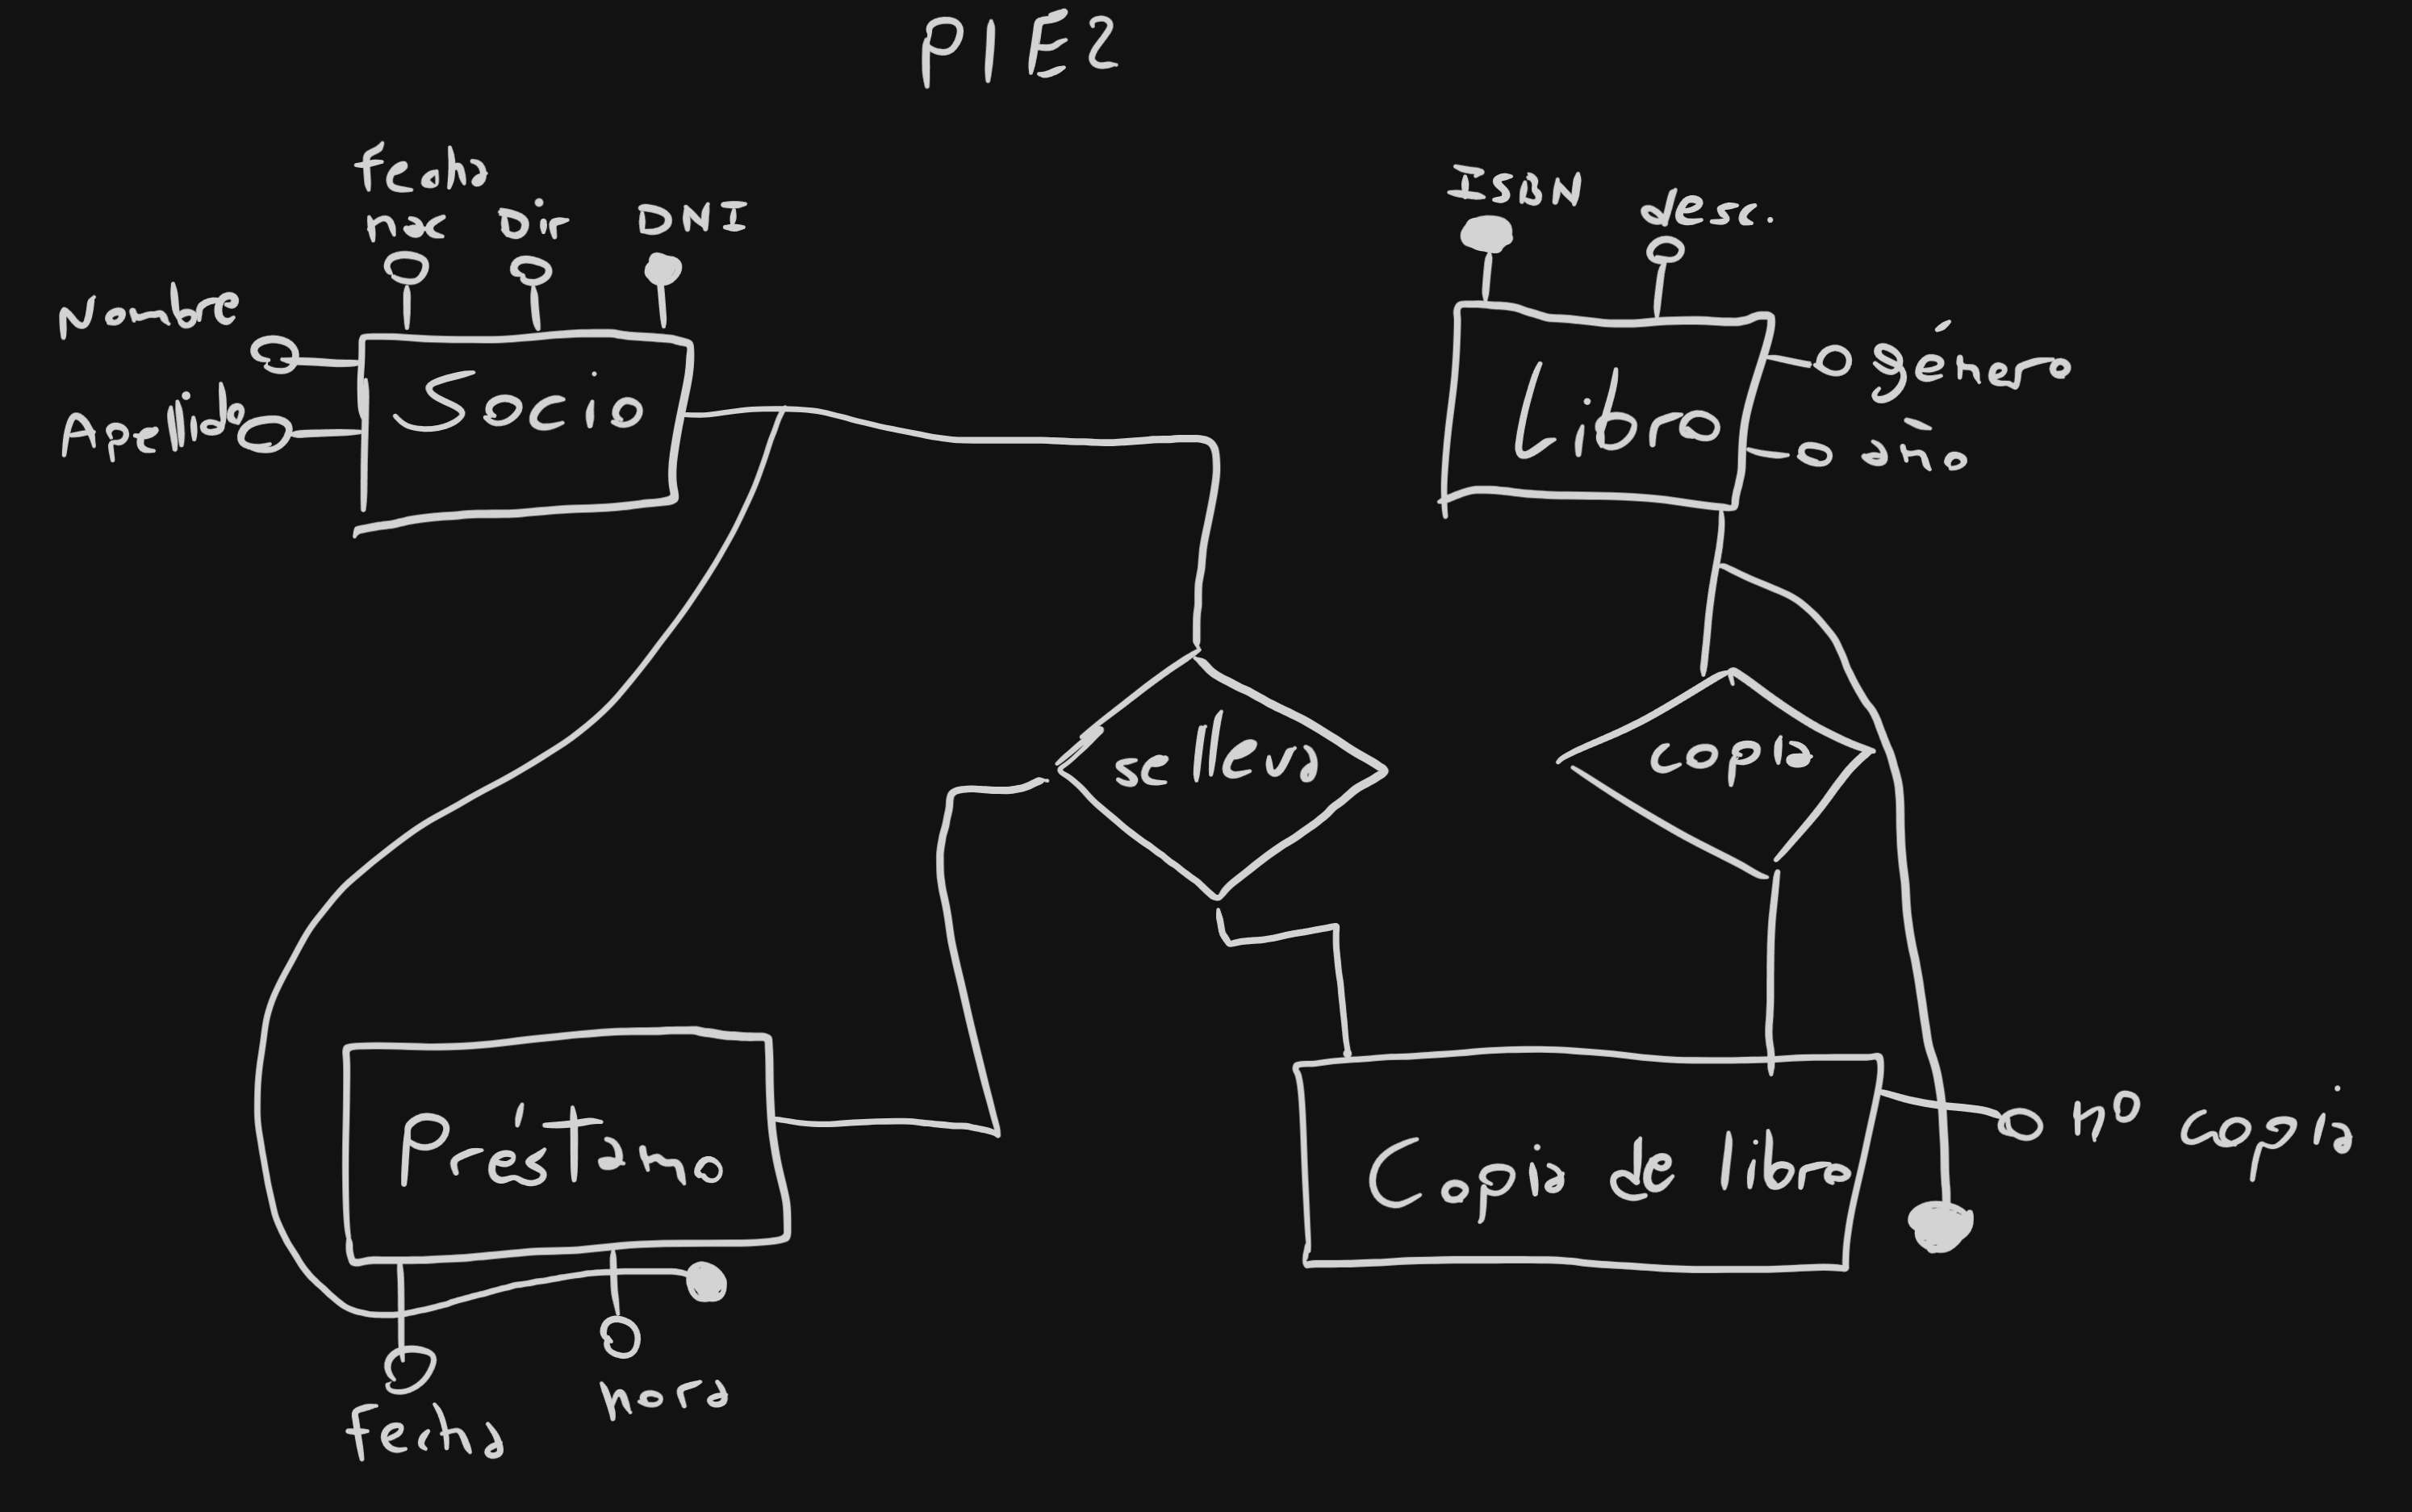 PIE2
fecha
nac
Dir
DNI
Nombre
Apellido
Socio
ISBN
desc.
Libro
género
año
se lleva
copia
Préstamo
fecha
hora
Copia de libro
nº copia